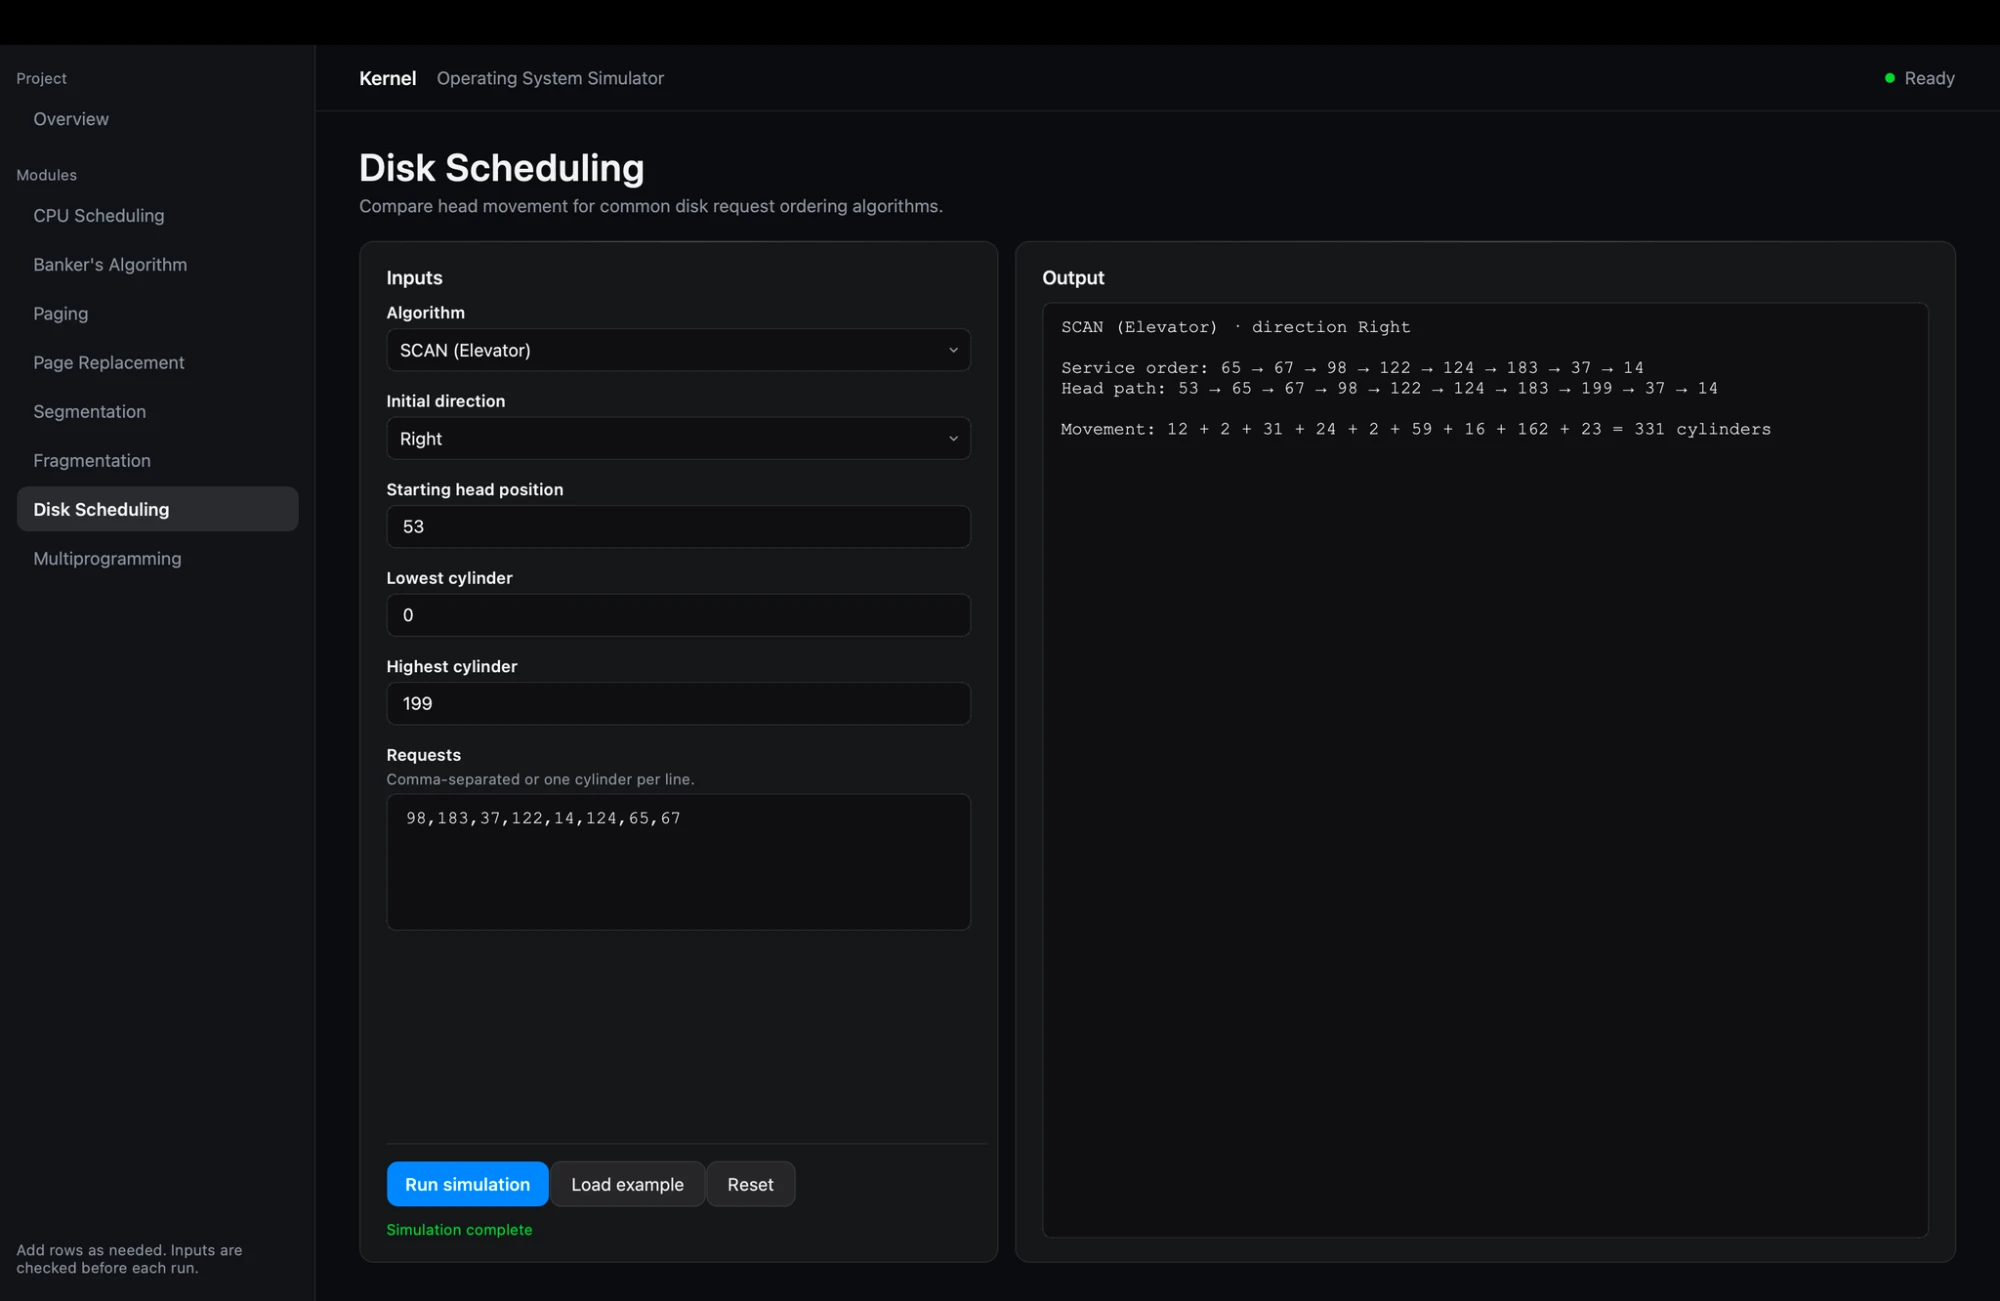 Project
Overview
Modules
CPU Scheduling
Banker's Algorithm
Paging
Page Replacement
Segmentation
Fragmentation
Disk Scheduling
Multiprogramming
Add rows as needed. Inputs are
checked before each run.
Kernel Operating System Simulator
Ready
Disk Scheduling
Compare head movement for common disk request ordering algorithms.
Inputs
Algorithm
SCAN (Elevator)
Initial direction
Right
Starting head position
53
Lowest cylinder
0
Highest cylinder
199
Requests
Comma-separated or one cylinder per line.
98,183,37,122,14,124,65,67
Run simulation Load example Reset
Simulation complete
Output
SCAN (Elevator) · direction Right
Service order: 65 → 67 → 98 → 122 → 124 → 183 → 37 → 14
Head path: 53 → 65 → 67 → 98 → 122 → 124 → 183 → 199 → 37 → 14
Movement: 12 + 2 + 31 + 24 + 2 + 59 + 16 + 162 + 23 = 331 cylinders